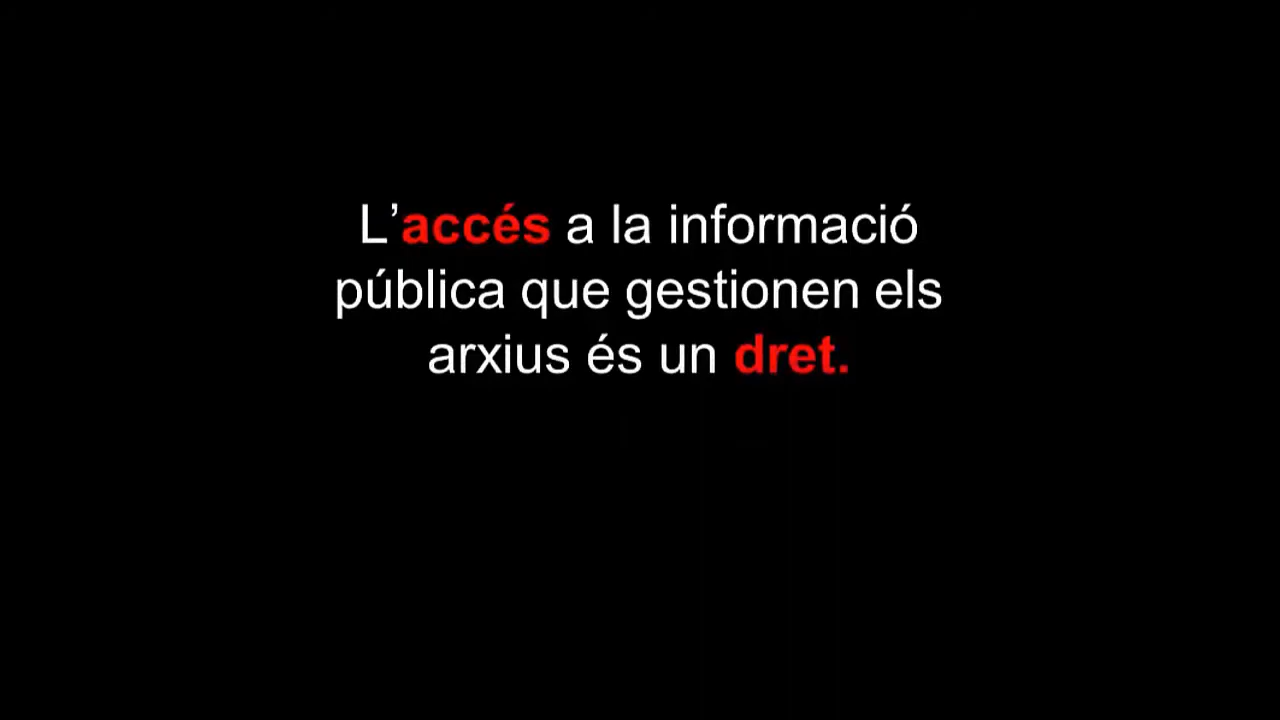 L’accés a la informació
pública que gestionen els
arxius és un dret.